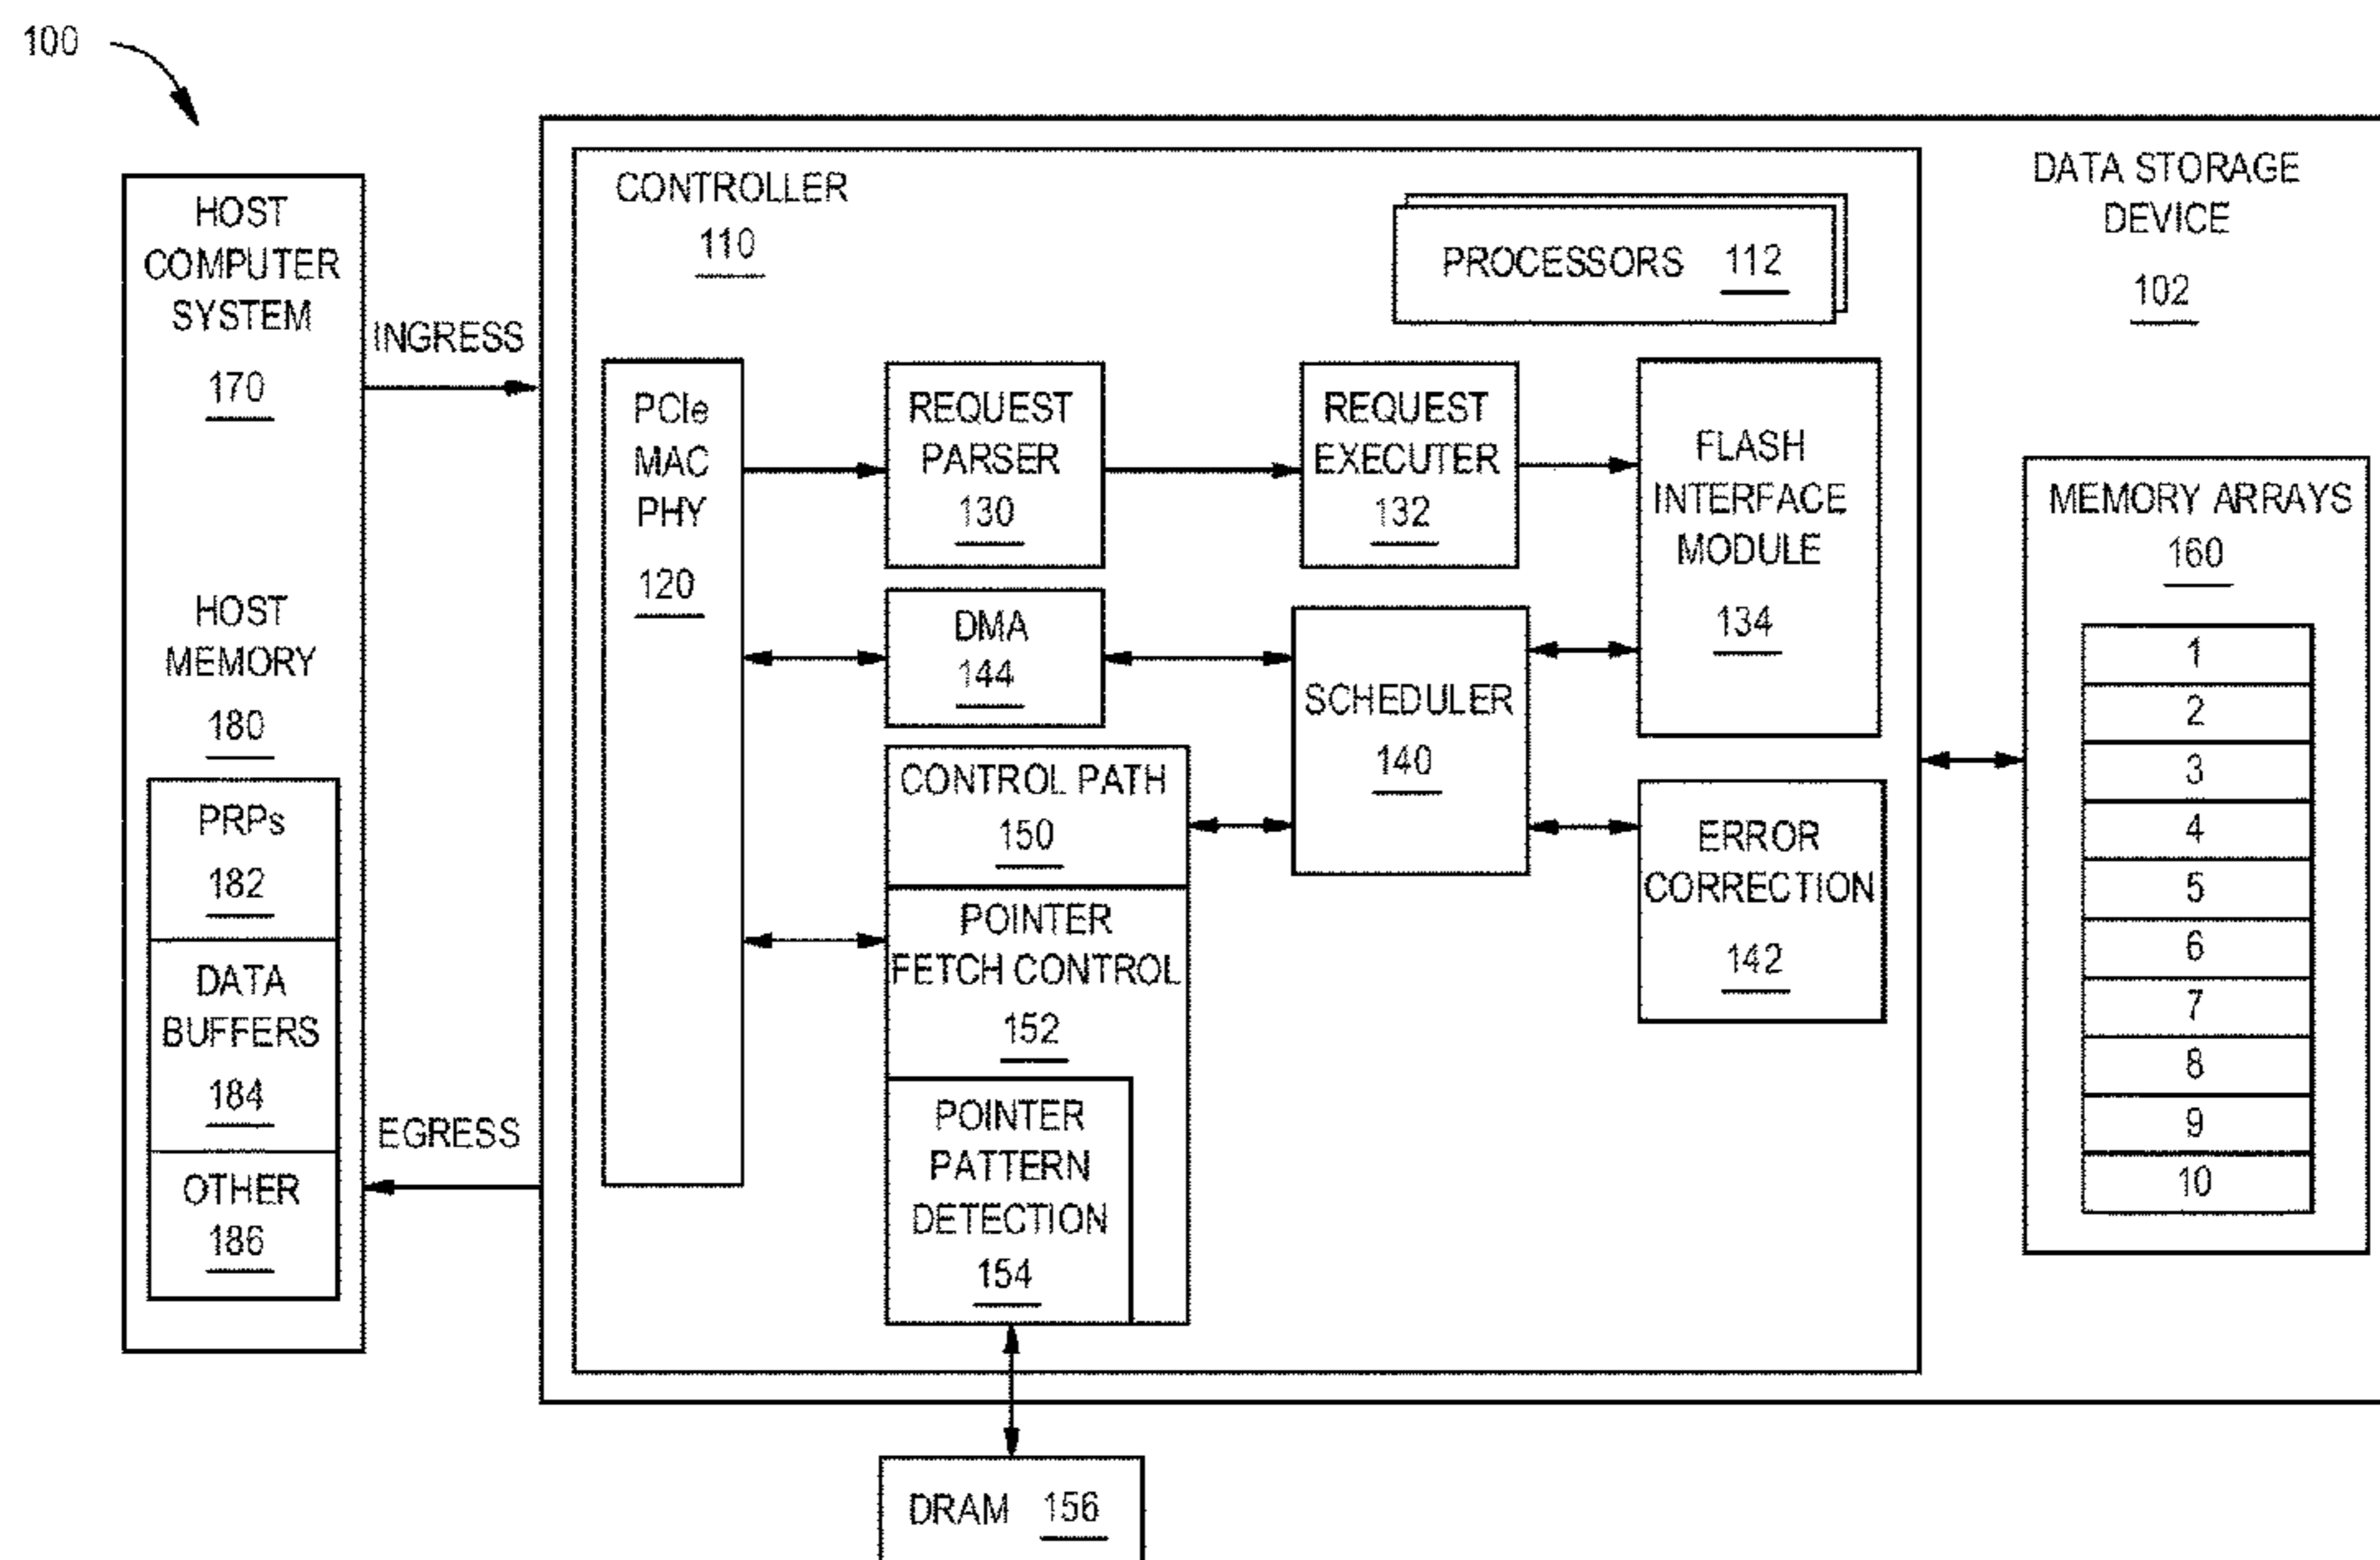 100
HOST
COMPUTER
SYSTEM
170
HOST
MEMORY
180
PRPs
182
DATA
BUFFERS
184
OTHER
186
INGRESS
EGRESS
CONTROLLER
110
PROCESSORS 112
PCIe
MAC
PHY
120
REQUEST
PARSER
130
REQUEST
EXECUTER
132
FLASH
INTERFACE
MODULE
134
DMA
144
SCHEDULER
140
CONTROL PATH
150
POINTER
FETCH CONTROL
152
POINTER
PATTERN
DETECTION
154
ERROR
CORRECTION
142
DATA STORAGE
DEVICE
102
MEMORY ARRAYS
160
1
2
3
4
5
6
7
8
9
10
DRAM 156